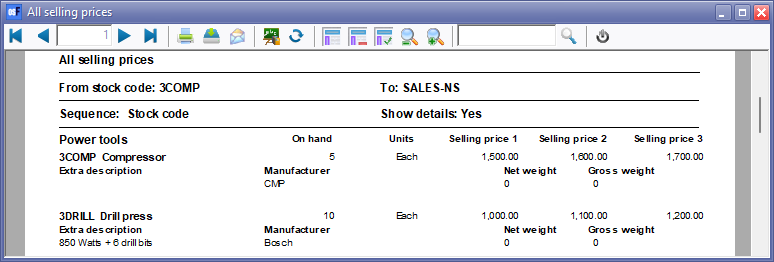 All selling prices
1
All selling prices
From stock code: 3COMP To: SALES-NS
Sequence: Stock code Show details: Yes
Power tools On hand Units Selling price 1 Selling price 2 Selling price 3
3COMP Compressor 5 Each 1,500.00 1,600.00 1,700.00
Extra description Manufacturer Net weight Gross weight
CMP 0 0
3DRILL Drill press 10 Each 1,000.00 1,100.00 1,200.00
Extra description Manufacturer Net weight Gross weight
850 Watts + 6 drill bits Bosch 0 0